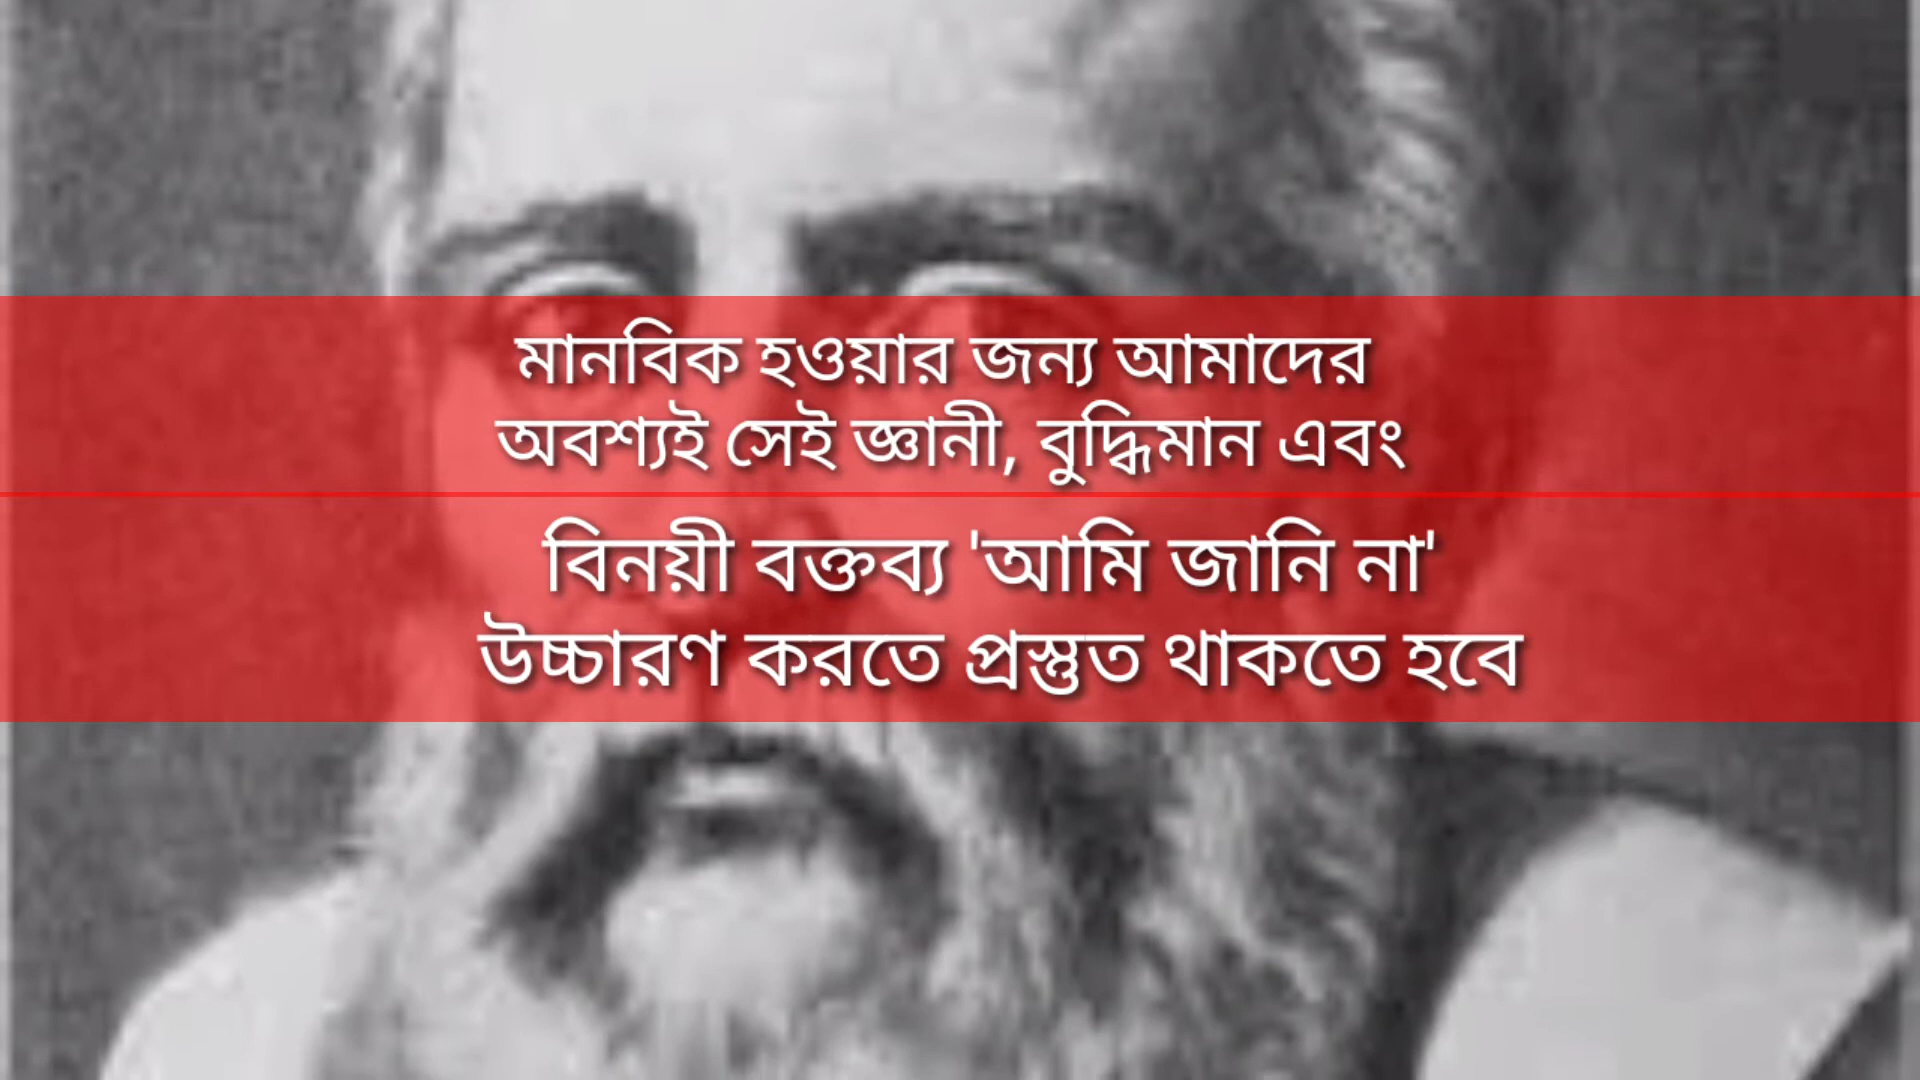 মানবিক হওয়ার জন্য আমাদের
অবশ্যই সেই জ্ঞানী, বুদ্ধিমান এবং
বিনয়ী বক্তব্য 'আমি জানি না'
উচ্চারণ করতে প্রস্তুত থাকতে হবে